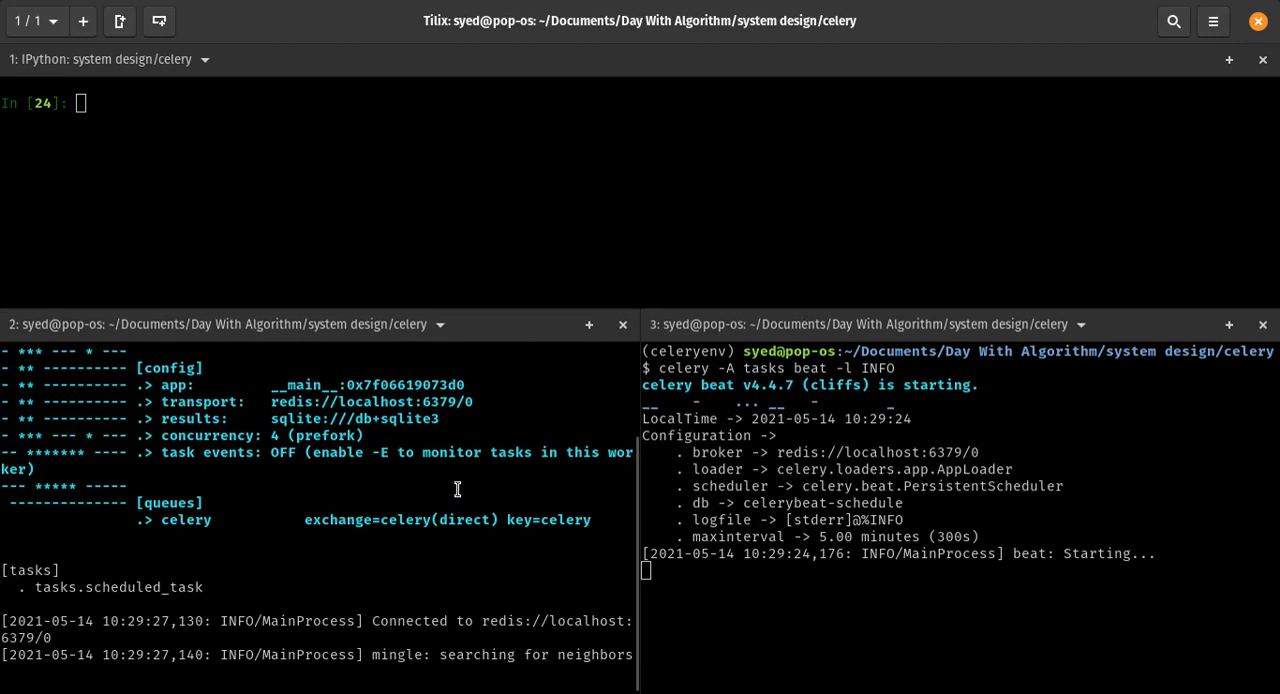 1 / 1
Tilix: syed@pop-os: ~/Documents/Day With Algorithm/system design/celery
1: IPython: system design/celery
In [24]:
2: syed@pop-os: ~/Documents/Day With Algorithm/system design/celery
- *** --- * ---
- ** ---------- [config]
- ** ---------- .> app:         __main__:0x7f06619073d0
- ** ---------- .> transport:   redis://localhost:6379/0
- ** ---------- .> results:     sqlite:///db+sqlite3
- *** --- * --- .> concurrency: 4 (prefork)
-- ******* ---- .> task events: OFF (enable -E to monitor tasks in this wor
ker)
--- ***** -----
 -------------- [queues]
                .> celery           exchange=celery(direct) key=celery
[tasks]
  . tasks.scheduled_task
[2021-05-14 10:29:27,130: INFO/MainProcess] Connected to redis://localhost:
6379/0
[2021-05-14 10:29:27,140: INFO/MainProcess] mingle: searching for neighbors
3: syed@pop-os: ~/Documents/Day With Algorithm/system design/celery
(celeryenv) syed@pop-os:~/Documents/Day With Algorithm/system design/celery
$ celery -A tasks beat -l INFO
celery beat v4.4.7 (cliffs) is starting.
__    -    ... __   -        _
LocalTime -> 2021-05-14 10:29:24
Configuration ->
    . broker -> redis://localhost:6379/0
    . loader -> celery.loaders.app.AppLoader
    . scheduler -> celery.beat.PersistentScheduler
    . db -> celerybeat-schedule
    . logfile -> [stderr]@%INFO
    . maxinterval -> 5.00 minutes (300s)
[2021-05-14 10:29:24,176: INFO/MainProcess] beat: Starting...